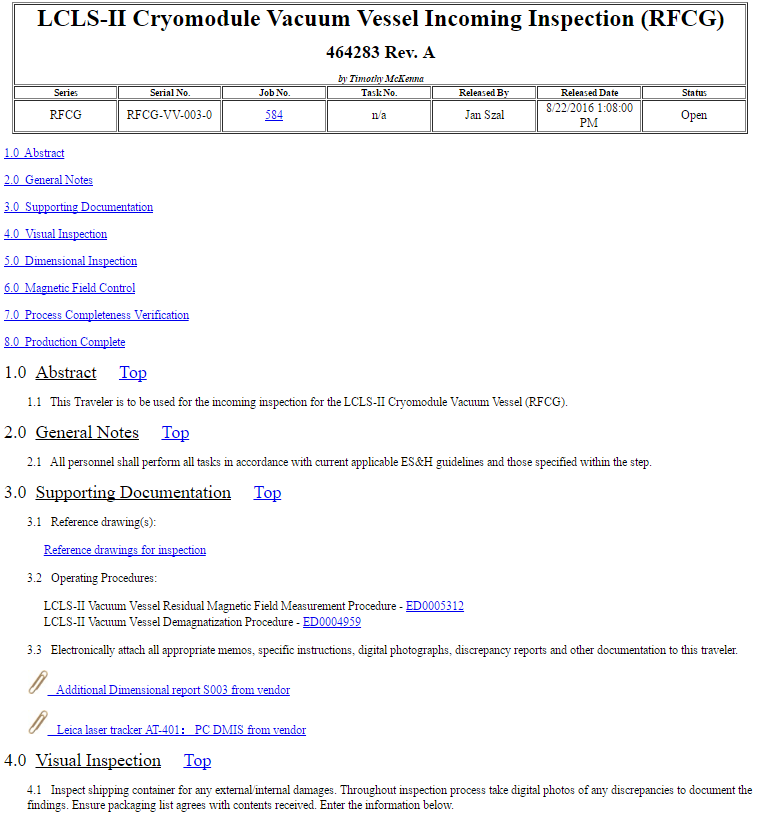 LCLS-II Cryomodule Vacuum Vessel Incoming Inspection (RFCG)
464283 Rev. A
by Timothy McKenna
Series Serial No. Job No. Task No. Released By Released Date Status
RFCG RFCG-VV-003-0 584 n/a Jan Szal 8/22/2016 1:08:00 PM Open
1.0 Abstract
2.0 General Notes
3.0 Supporting Documentation
4.0 Visual Inspection
5.0 Dimensional Inspection
6.0 Magnetic Field Control
7.0 Process Completeness Verification
8.0 Production Complete
1.0 Abstract Top
1.1 This Traveler is to be used for the incoming inspection for the LCLS-II Cryomodule Vacuum Vessel (RFCG).
2.0 General Notes Top
2.1 All personnel shall perform all tasks in accordance with current applicable ES&H guidelines and those specified within the step.
3.0 Supporting Documentation Top
3.1 Reference drawing(s):
Reference drawings for inspection
3.2 Operating Procedures:
LCLS-II Vacuum Vessel Residual Magnetic Field Measurement Procedure - ED0005312
LCLS-II Vacuum Vessel Demagnatization Procedure - ED0004959
3.3 Electronically attach all appropriate memos, specific instructions, digital photographs, discrepancy reports and other documentation to this traveler.
Additional Dimensional report S003 from vendor
Leica laser tracker AT-401： PC DMIS from vendor
4.0 Visual Inspection Top
4.1 Inspect shipping container for any external/internal damages. Throughout inspection process take digital photos of any discrepancies to document the
findings. Ensure packaging list agrees with contents received. Enter the information below.